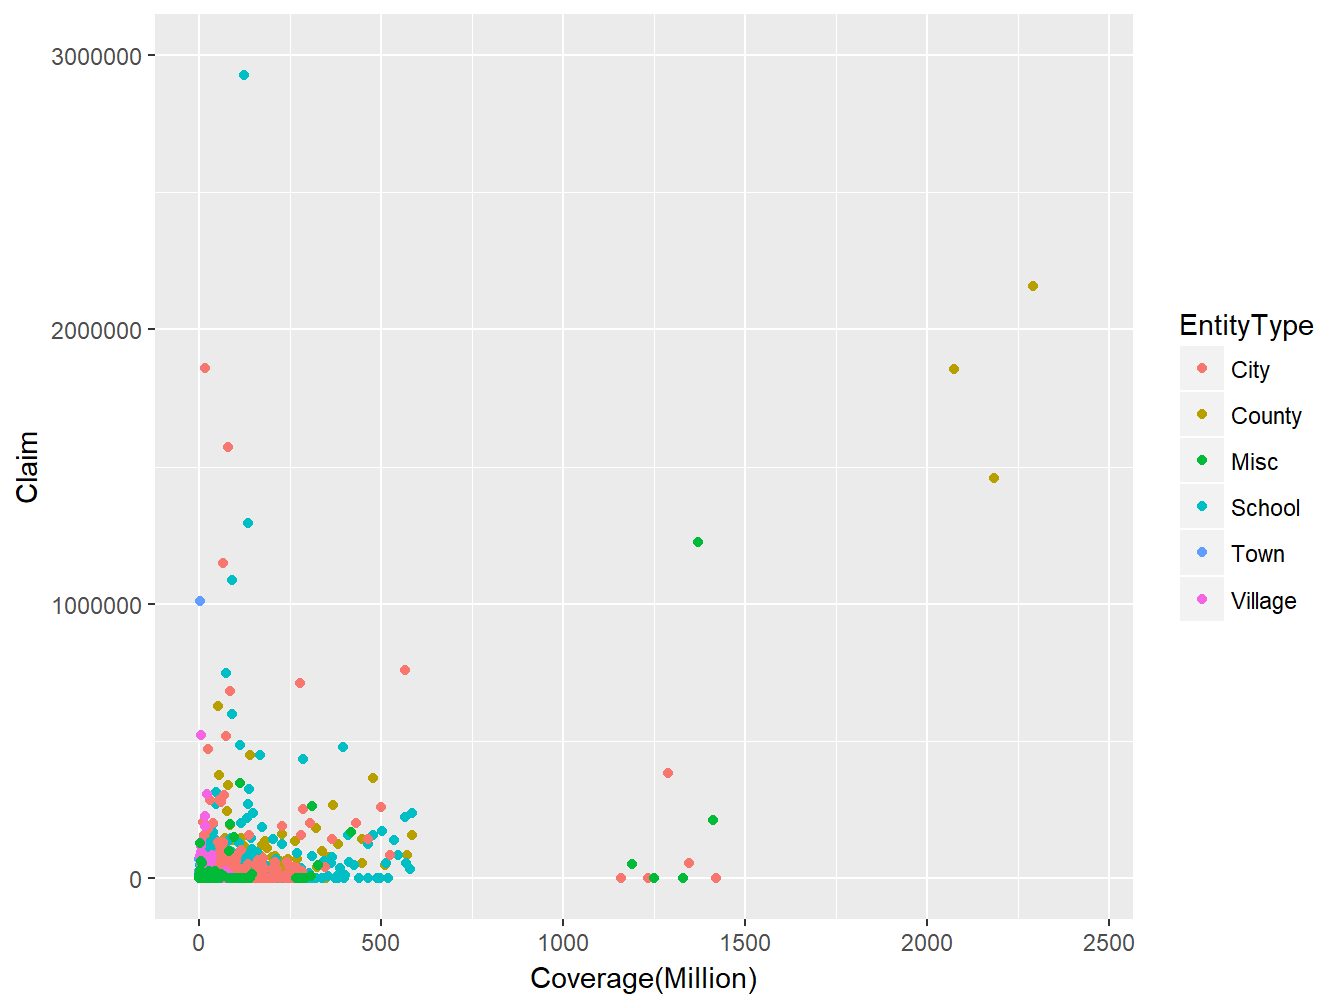 3000000
2000000
1000000
0
Claim
0 500 1000 1500 2000 2500
Coverage(Million)
EntityType
City
County
Misc
School
Town
Village